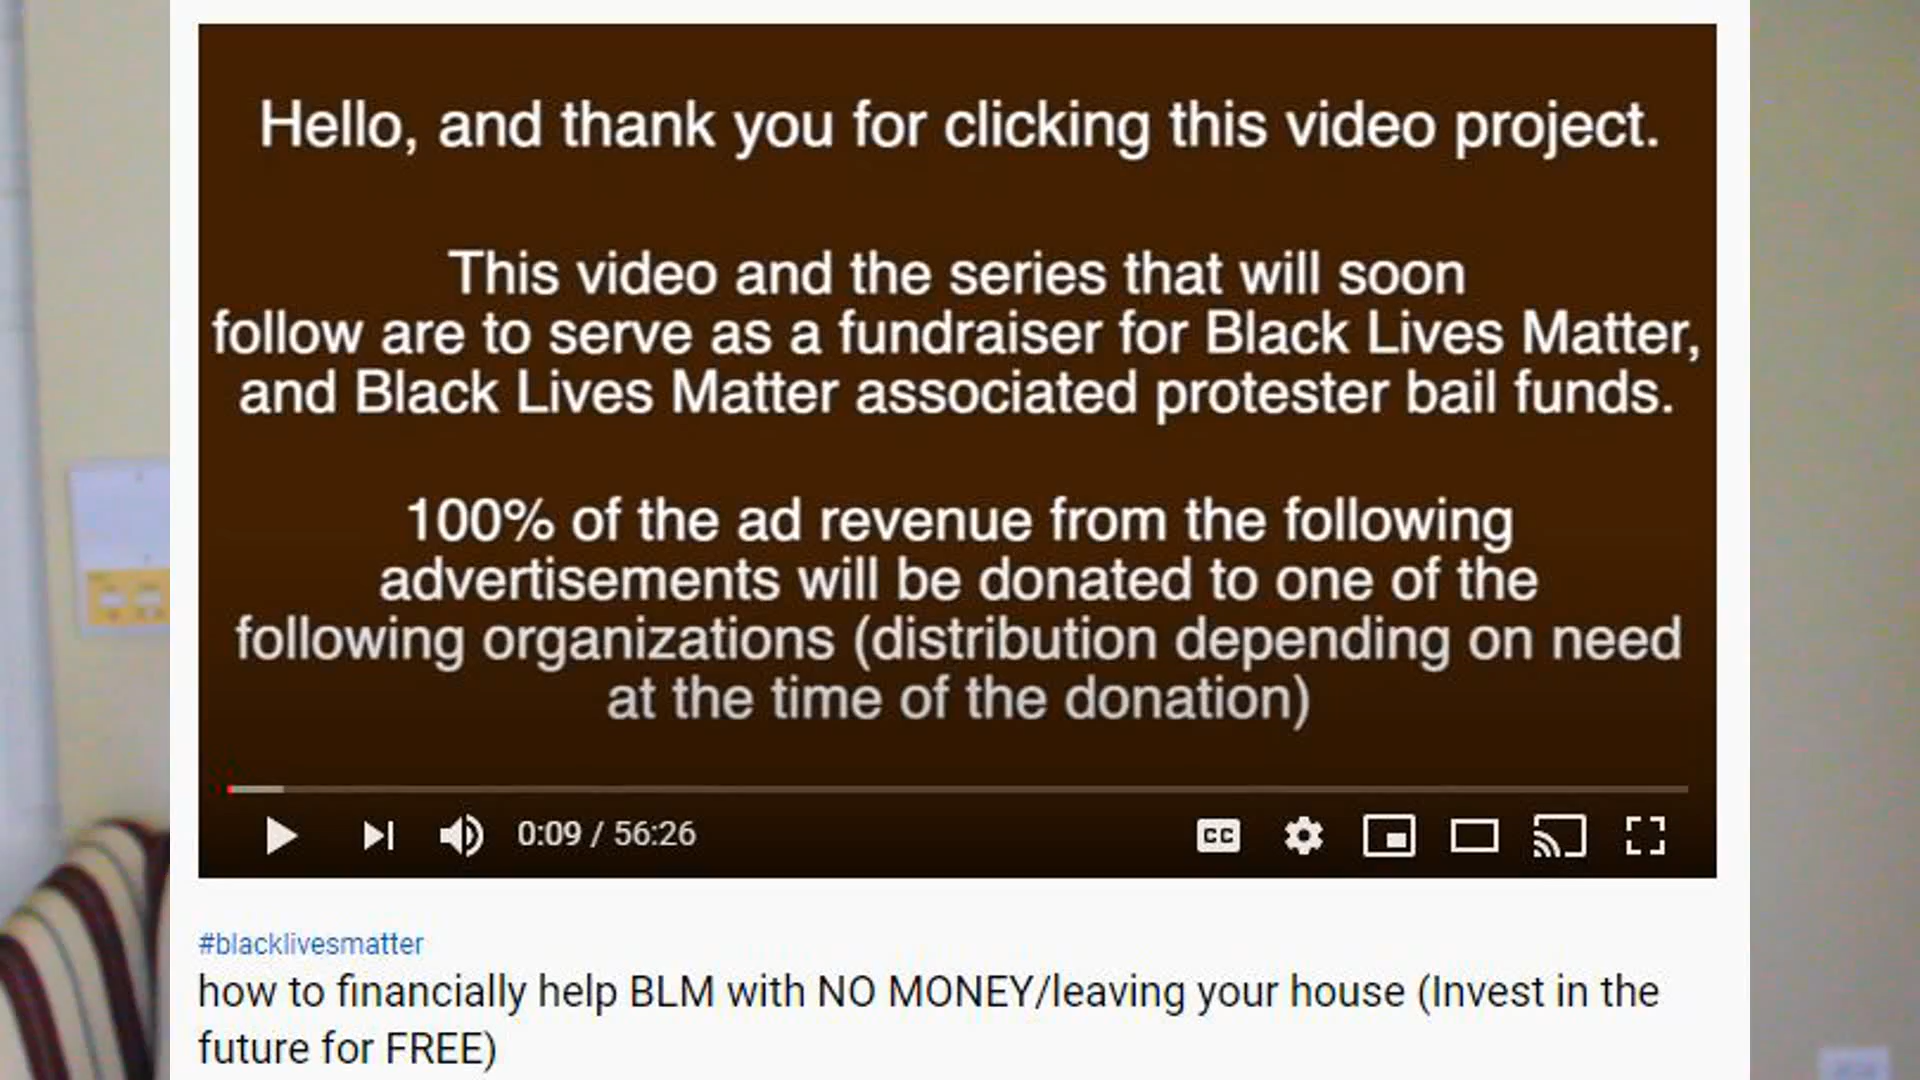 Hello, and thank you for clicking this video project.
This video and the series that will soon
follow are to serve as a fundraiser for Black Lives Matter,
and Black Lives Matter associated protester bail funds.
100% of the ad revenue from the following
advertisements will be donated to one of the
following organizations (distribution depending on need
at the time of the donation)
0:09 / 56:26
CC
#blacklivesmatter
how to financially help BLM with NO MONEY/leaving your house (Invest in the
future for FREE)